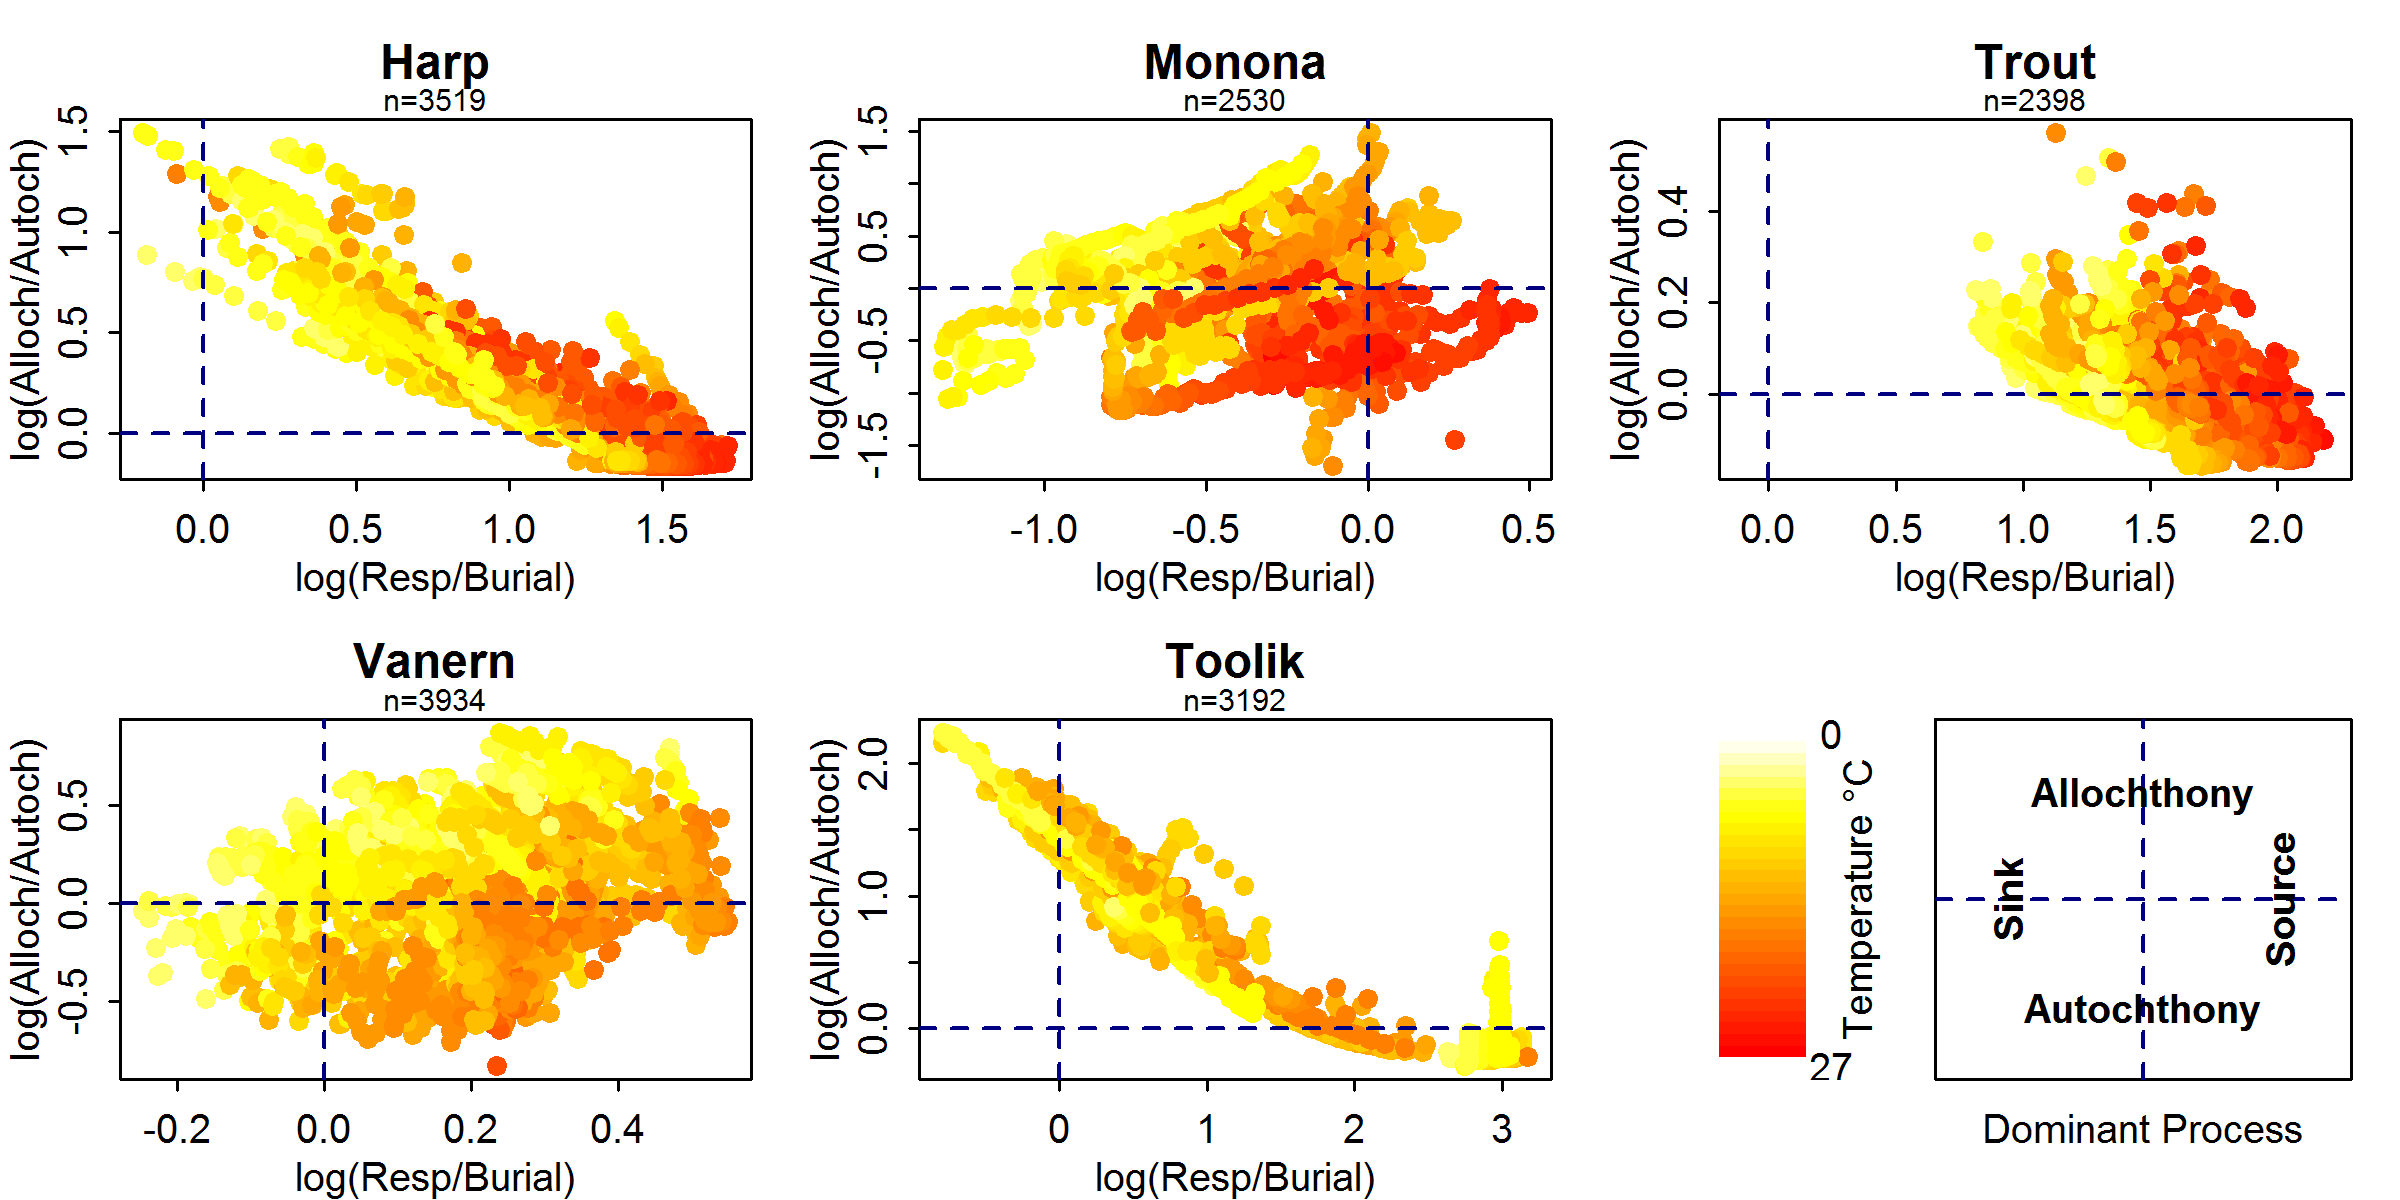 Harp
n=3519
log(Alloch/Autoch)
0.0 0.5 1.0 1.5
0.0 0.5 1.0 1.5
log(Resp/Burial)
Monona
n=2530
log(Alloch/Autoch)
-1.5 -0.5 0.5 1.5
-1.0 -0.5 0.0 0.5
log(Resp/Burial)
Trout
n=2398
log(Alloch/Autoch)
0.0 0.2 0.4
0.0 0.5 1.0 1.5 2.0
log(Resp/Burial)
Vanern
n=3934
log(Alloch/Autoch)
-0.5 0.0 0.5
-0.2 0.0 0.2 0.4
log(Resp/Burial)
Toolik
n=3192
log(Alloch/Autoch)
0.0 1.0 2.0
0 1 2 3
log(Resp/Burial)
0
Temperature °C
27
Allochthony
Sink
Source
Autochthony
Dominant Process